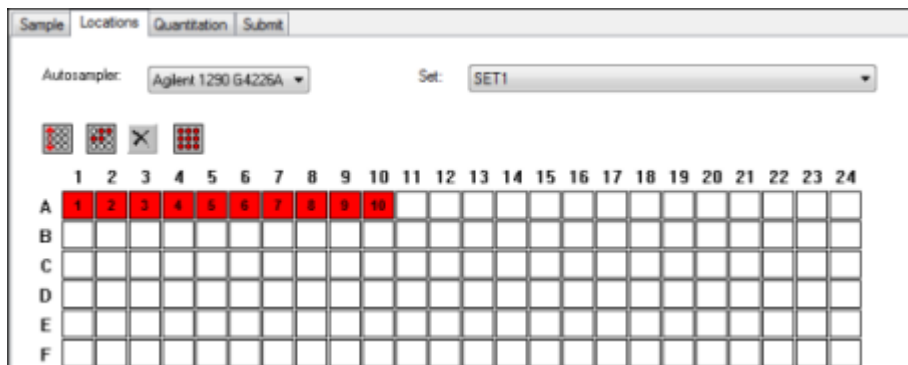 Sample Locations Quantitation Submit
Autosampler: Agilent 1290 G4226A Set: SET1
1 2 3 4 5 6 7 8 9 10 11 12 13 14 15 16 17 18 19 20 21 22 23 24
A 1 2 3 4 5 6 7 8 9 10
B
C
D
E
F